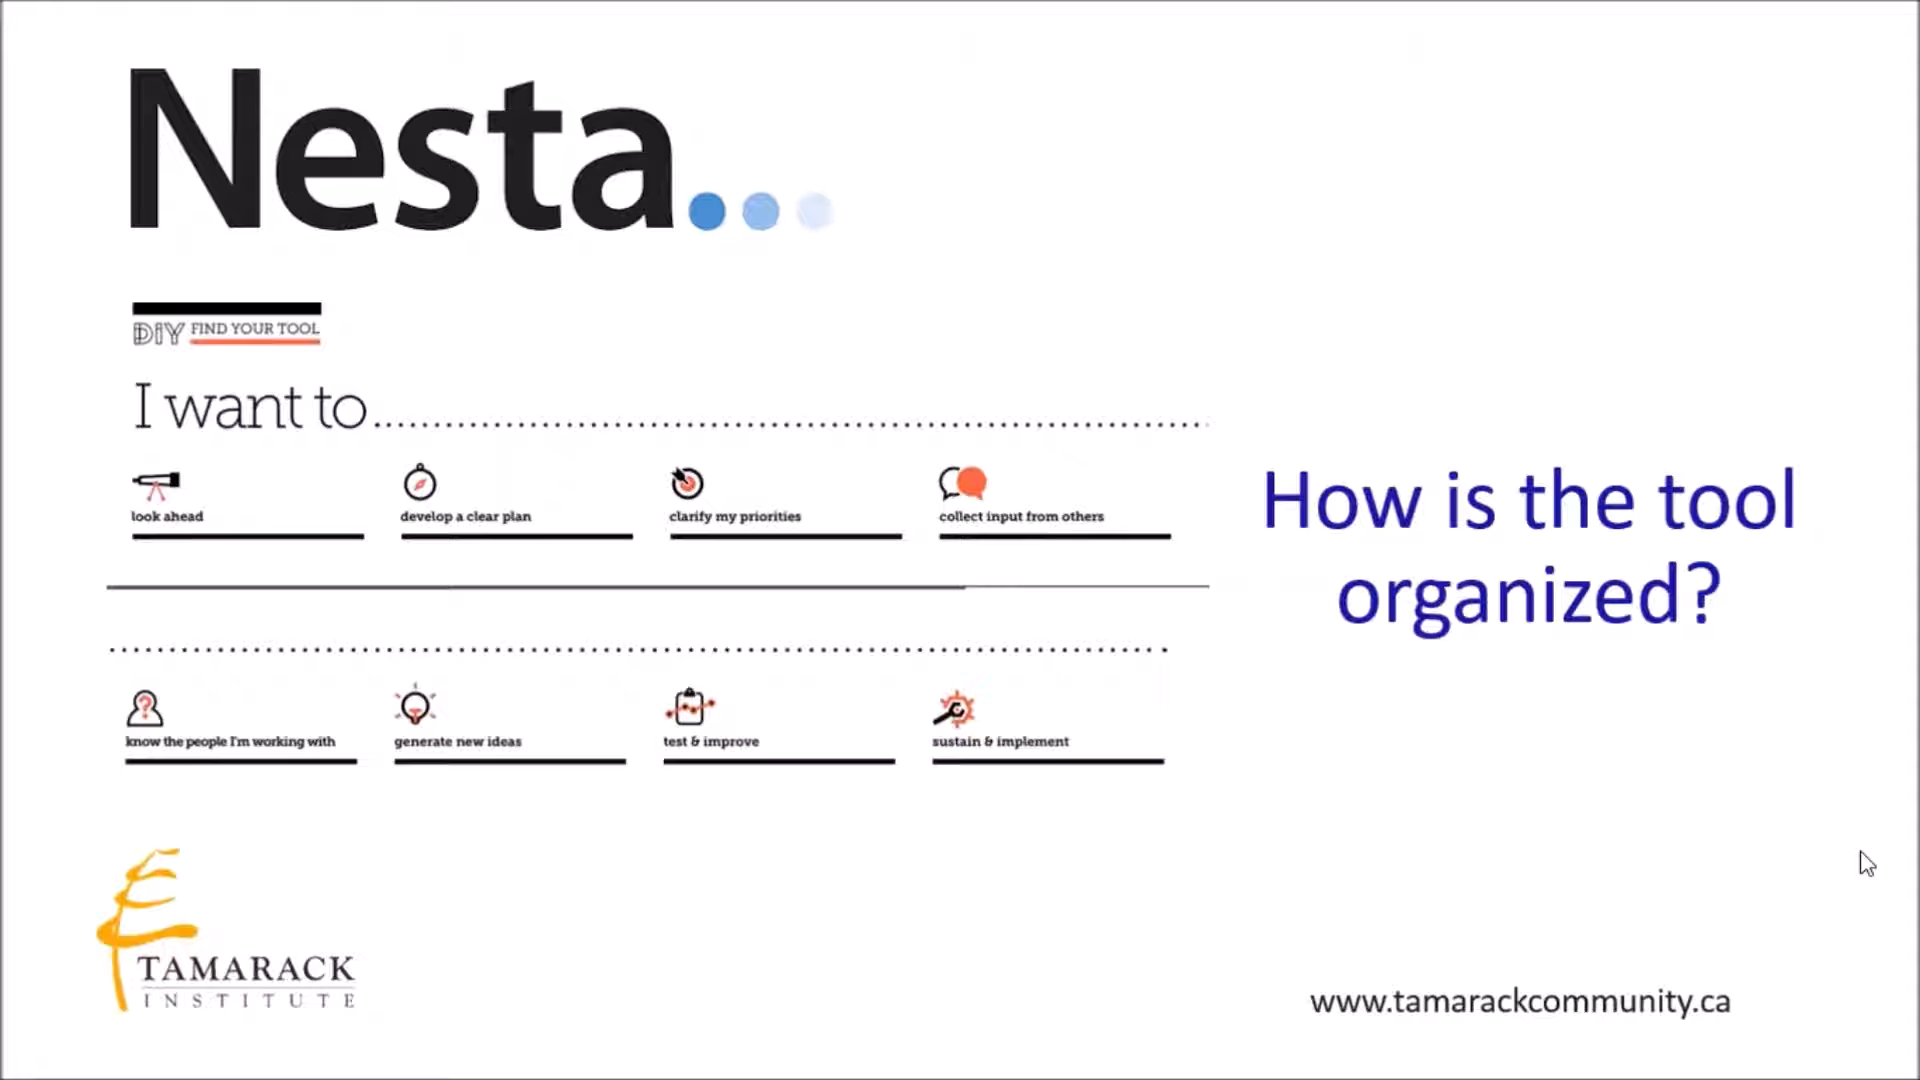 Nesta...
DIY FIND YOUR TOOL
I want to
look ahead
develop a clear plan
clarify my priorities
collect input from others
How is the tool
organized?
know the people I'm working with
generate new ideas
test & improve
sustain & implement
TAMARACK
INSTITUTE
www.tamarackcommunity.ca